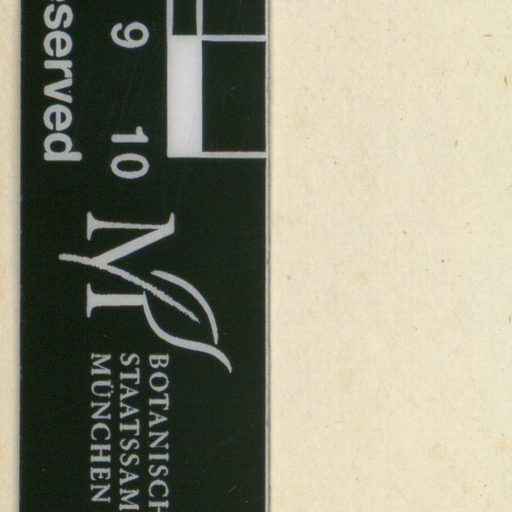 eserved
9 10
M
BOTANISCH
STAATSSAM
MÜNCHEN